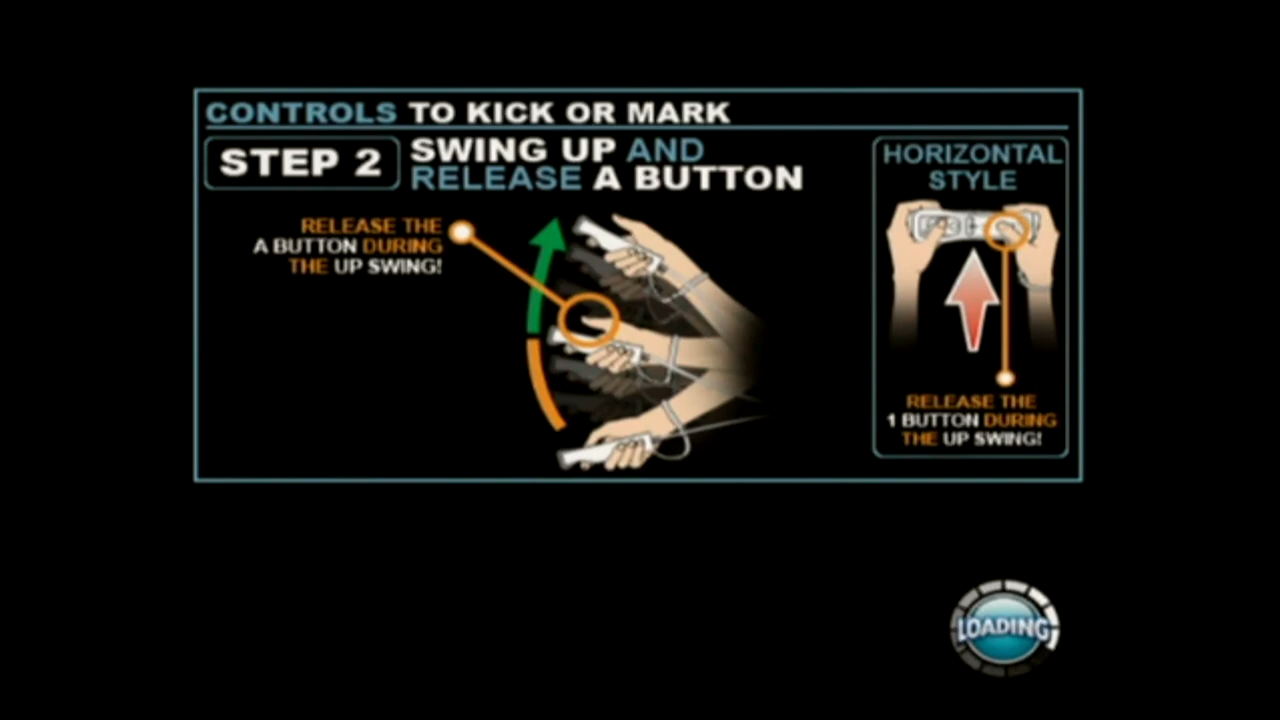 CONTROLS TO KICK OR MARK
STEP 2
SWING UP AND
RELEASE A BUTTON
RELEASE THE
A BUTTON DURING
THE UP SWING!
HORIZONTAL
STYLE
RELEASE THE
1 BUTTON DURING
THE UP SWING!
LOADING